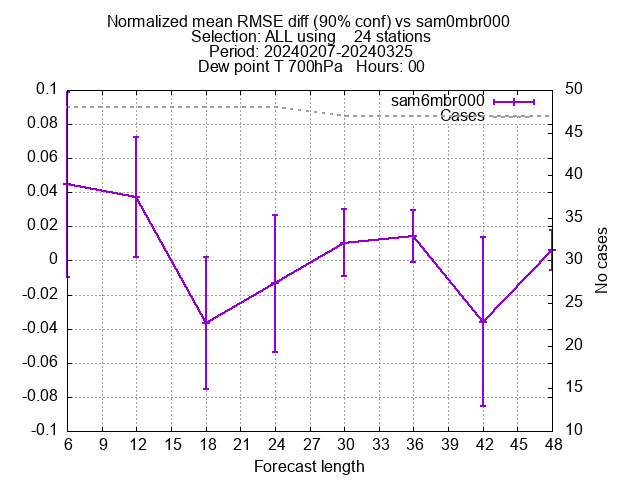 Normalized mean RMSE diff (90% conf) vs sam0mbr000
Selection: ALL using    24 stations
Period: 20240207-20240325
Dew point T 700hPa   Hours: 00
sam6mbr000
Cases
0.1
0.08
0.06
0.04
0.02
0
-0.02
-0.04
-0.06
-0.08
-0.1
50
45
40
35
30
25
20
15
10
No cases
6 9 12 15 18 21 24 27 30 33 36 39 42 45 48
Forecast length